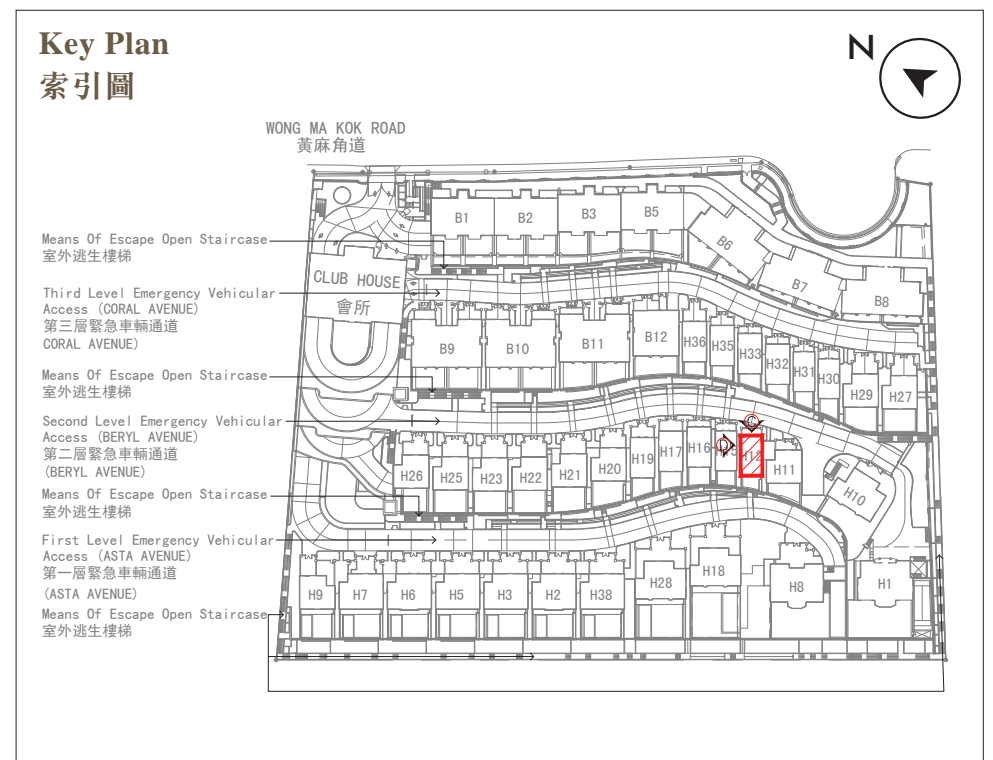 Key Plan
索引圖
N
WONG MA KOK ROAD
黃麻角道
B1
B2
B3
B5
B6
B7
B8
Means Of Escape Open Staircase
室外逃生樓梯
CLUB HOUSE
會所
Third Level Emergency Vehicular
Access (CORAL AVENUE)
第三層緊急車輛通道
CORAL AVENUE)
B9
B10
B11
B12
H36
H35
H33
H32
H31
H30
H29
H27
Means Of Escape Open Staircase
室外逃生樓梯
Second Level Emergency Vehicular
Access (BERYL AVENUE)
第二層緊急車輛通道
(BERYL AVENUE)
H26
H25
H23
H22
H21
H20
H19
H17
H16
H12
H11
H10
Means Of Escape Open Staircase
室外逃生樓梯
First Level Emergency Vehicular
Access (ASTA AVENUE)
第一層緊急車輛通道
(ASTA AVENUE)
H9
H7
H6
H5
H3
H2
H38
H28
H18
H8
H1
Means Of Escape Open Staircase
室外逃生樓梯